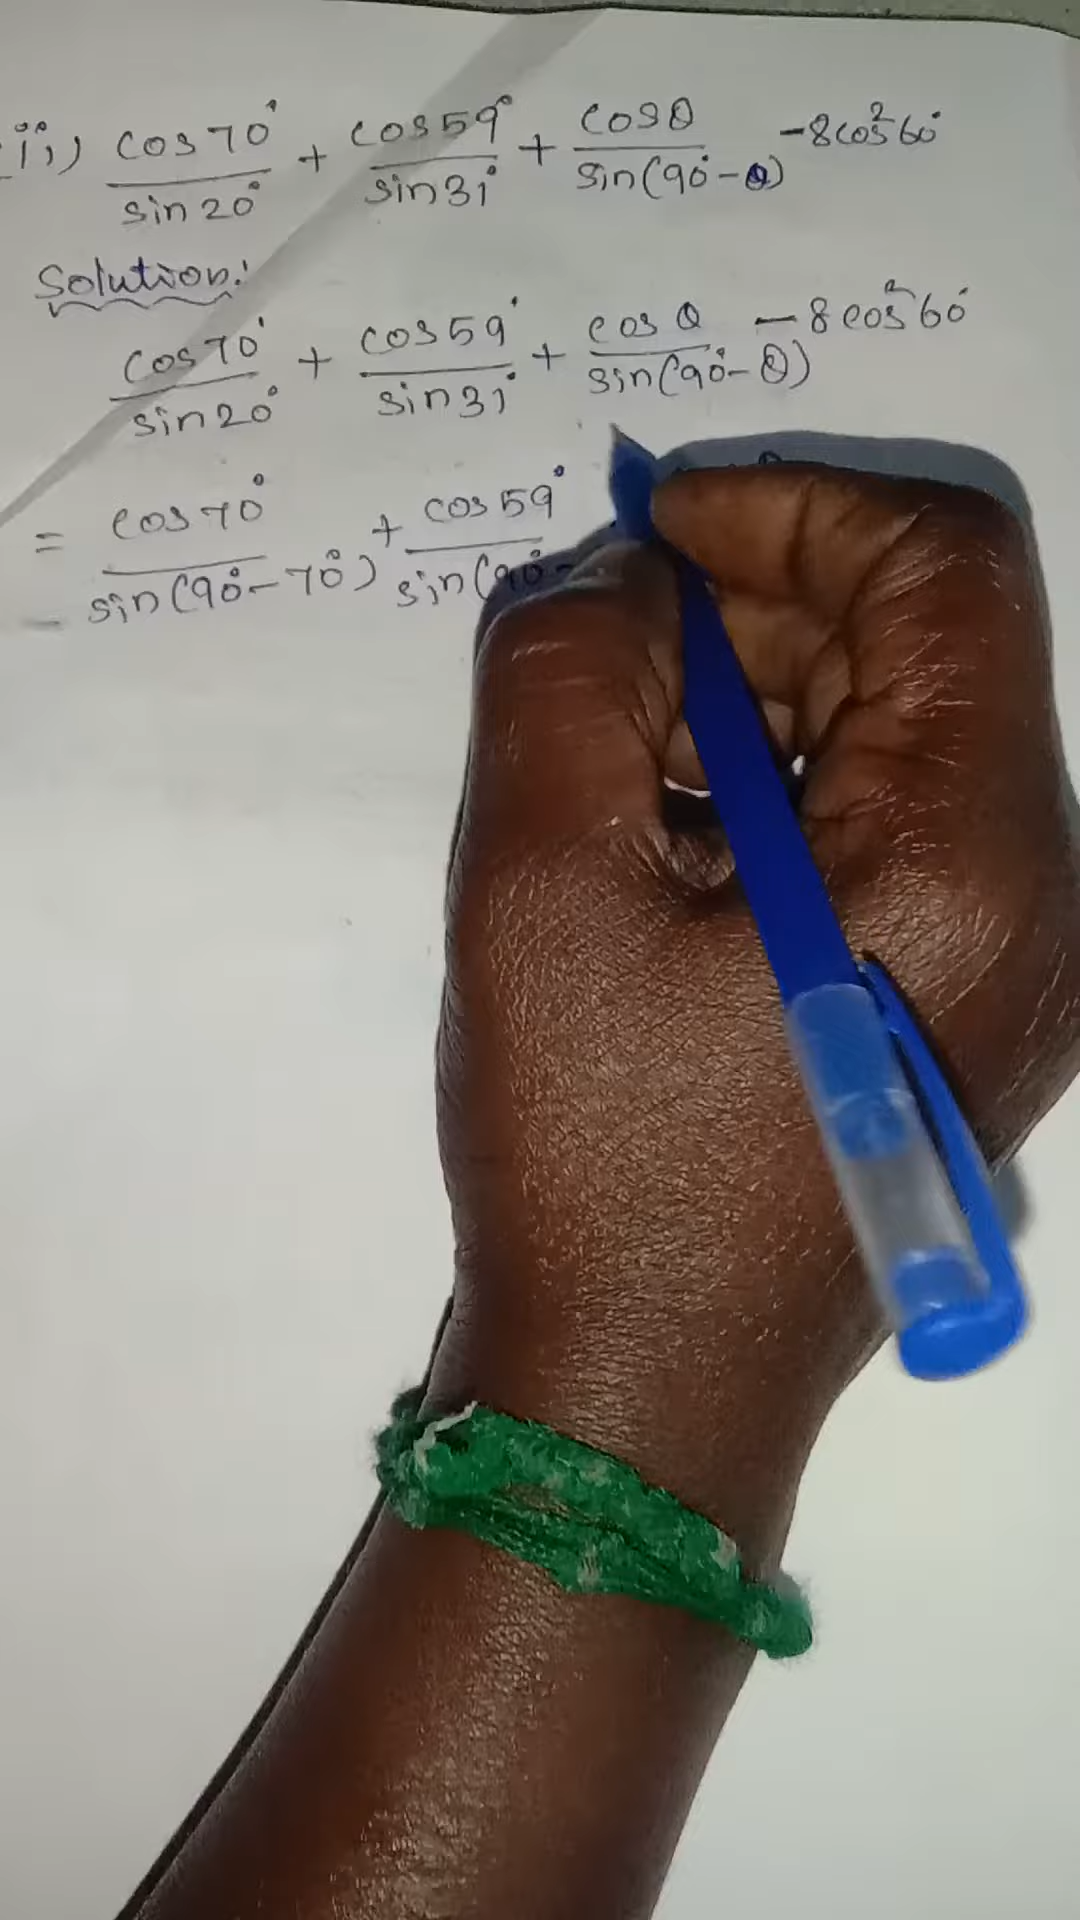 iii) cos70°/sin20° + cos59°/sin31° + cosθ/sin(90°-θ) -8cos²60°
Solution:
cos70°/sin20° + cos59°/sin31° + cosθ/sin(90°-θ) - 8cos²60°
= cos70°/sin(90°-70°) + cos59°/sin(90°-